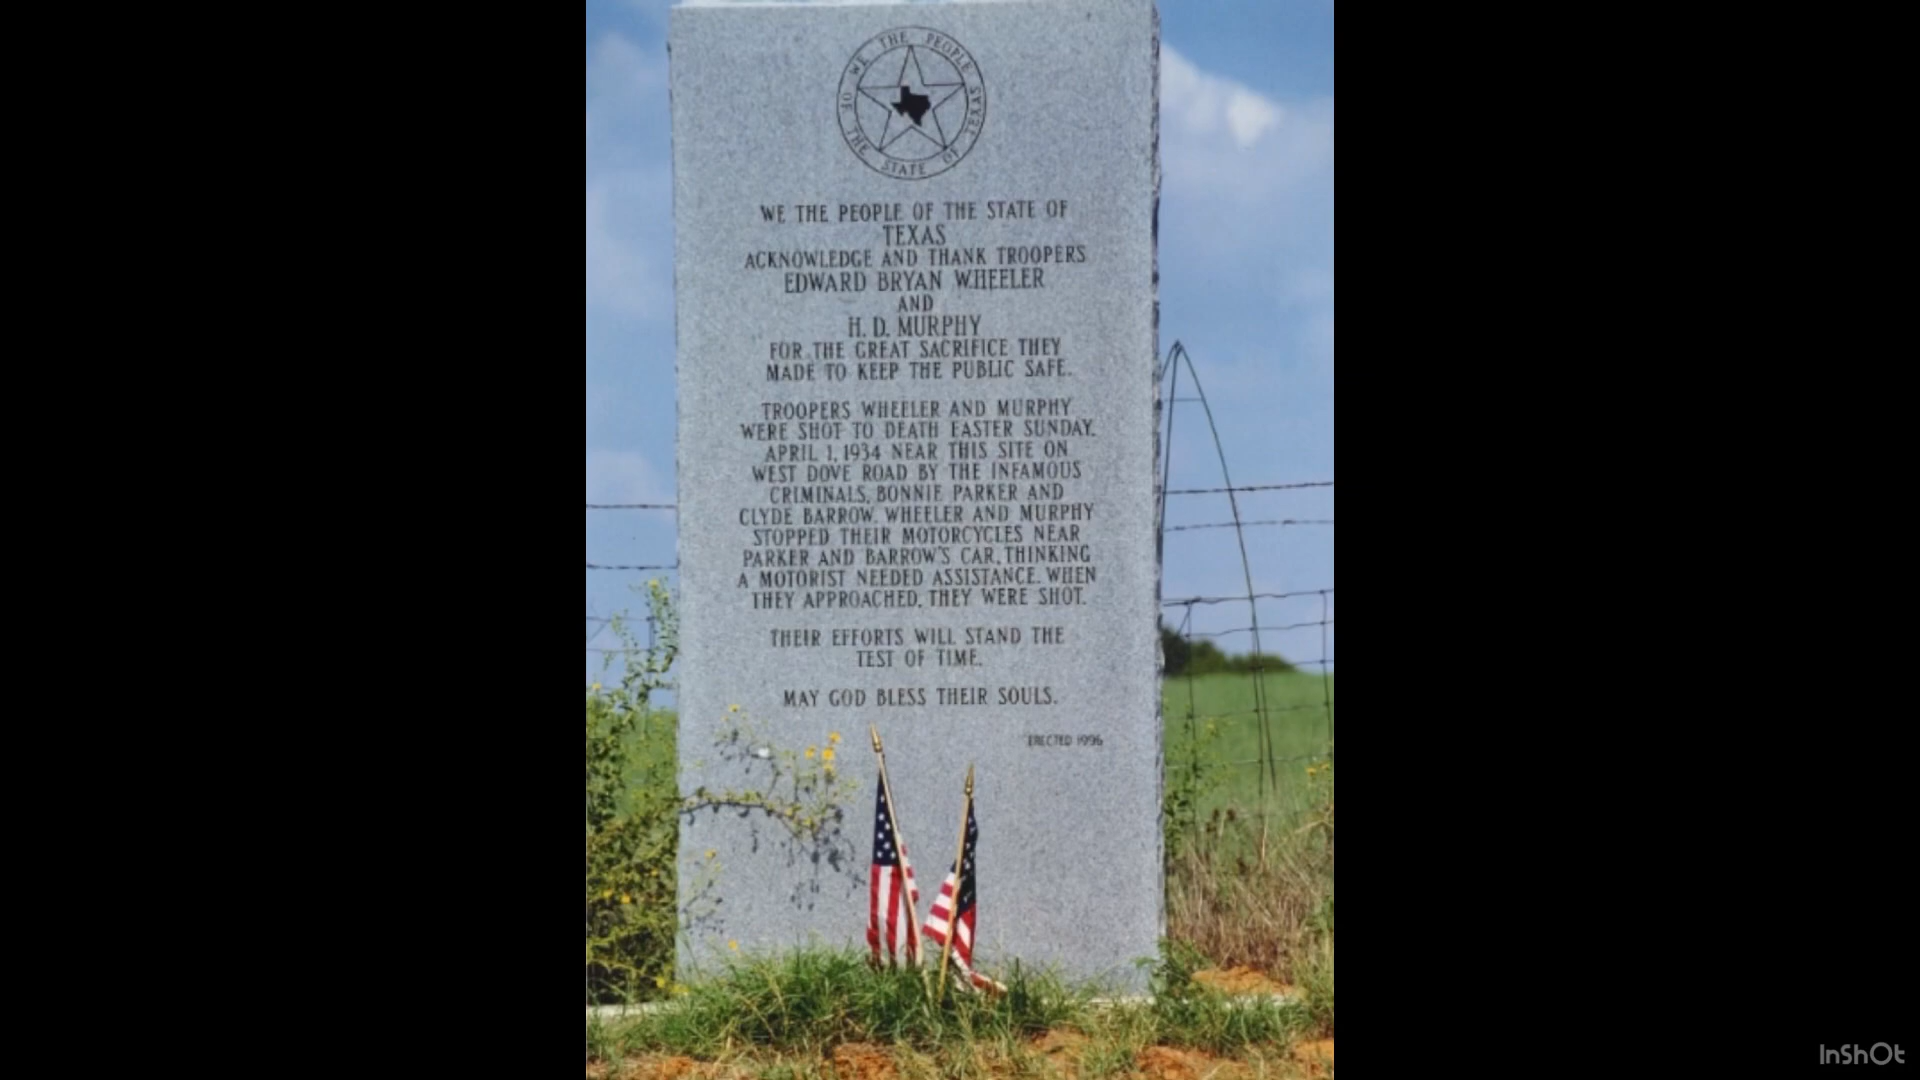 WE THE PEOPLE OF THE STATE OF TEXAS
WE THE PEOPLE OF THE STATE OF
TEXAS
ACKNOWLEDGE AND THANK TROOPERS
EDWARD BRYAN WHEELER
AND
H. D. MURPHY
FOR THE GREAT SACRIFICE THEY
MADE TO KEEP THE PUBLIC SAFE.
TROOPERS WHEELER AND MURPHY
WERE SHOT TO DEATH EASTER SUNDAY,
APRIL 1, 1934 NEAR THIS SITE ON
WEST DOVE ROAD BY THE INFAMOUS
CRIMINALS, BONNIE PARKER AND
CLYDE BARROW. WHEELER AND MURPHY
STOPPED THEIR MOTORCYCLES NEAR
PARKER AND BARROW'S CAR, THINKING
A MOTORIST NEEDED ASSISTANCE. WHEN
THEY APPROACHED, THEY WERE SHOT.
THEIR EFFORTS WILL STAND THE
TEST OF TIME.
MAY GOD BLESS THEIR SOULS.
ERECTED 1996
InShOt